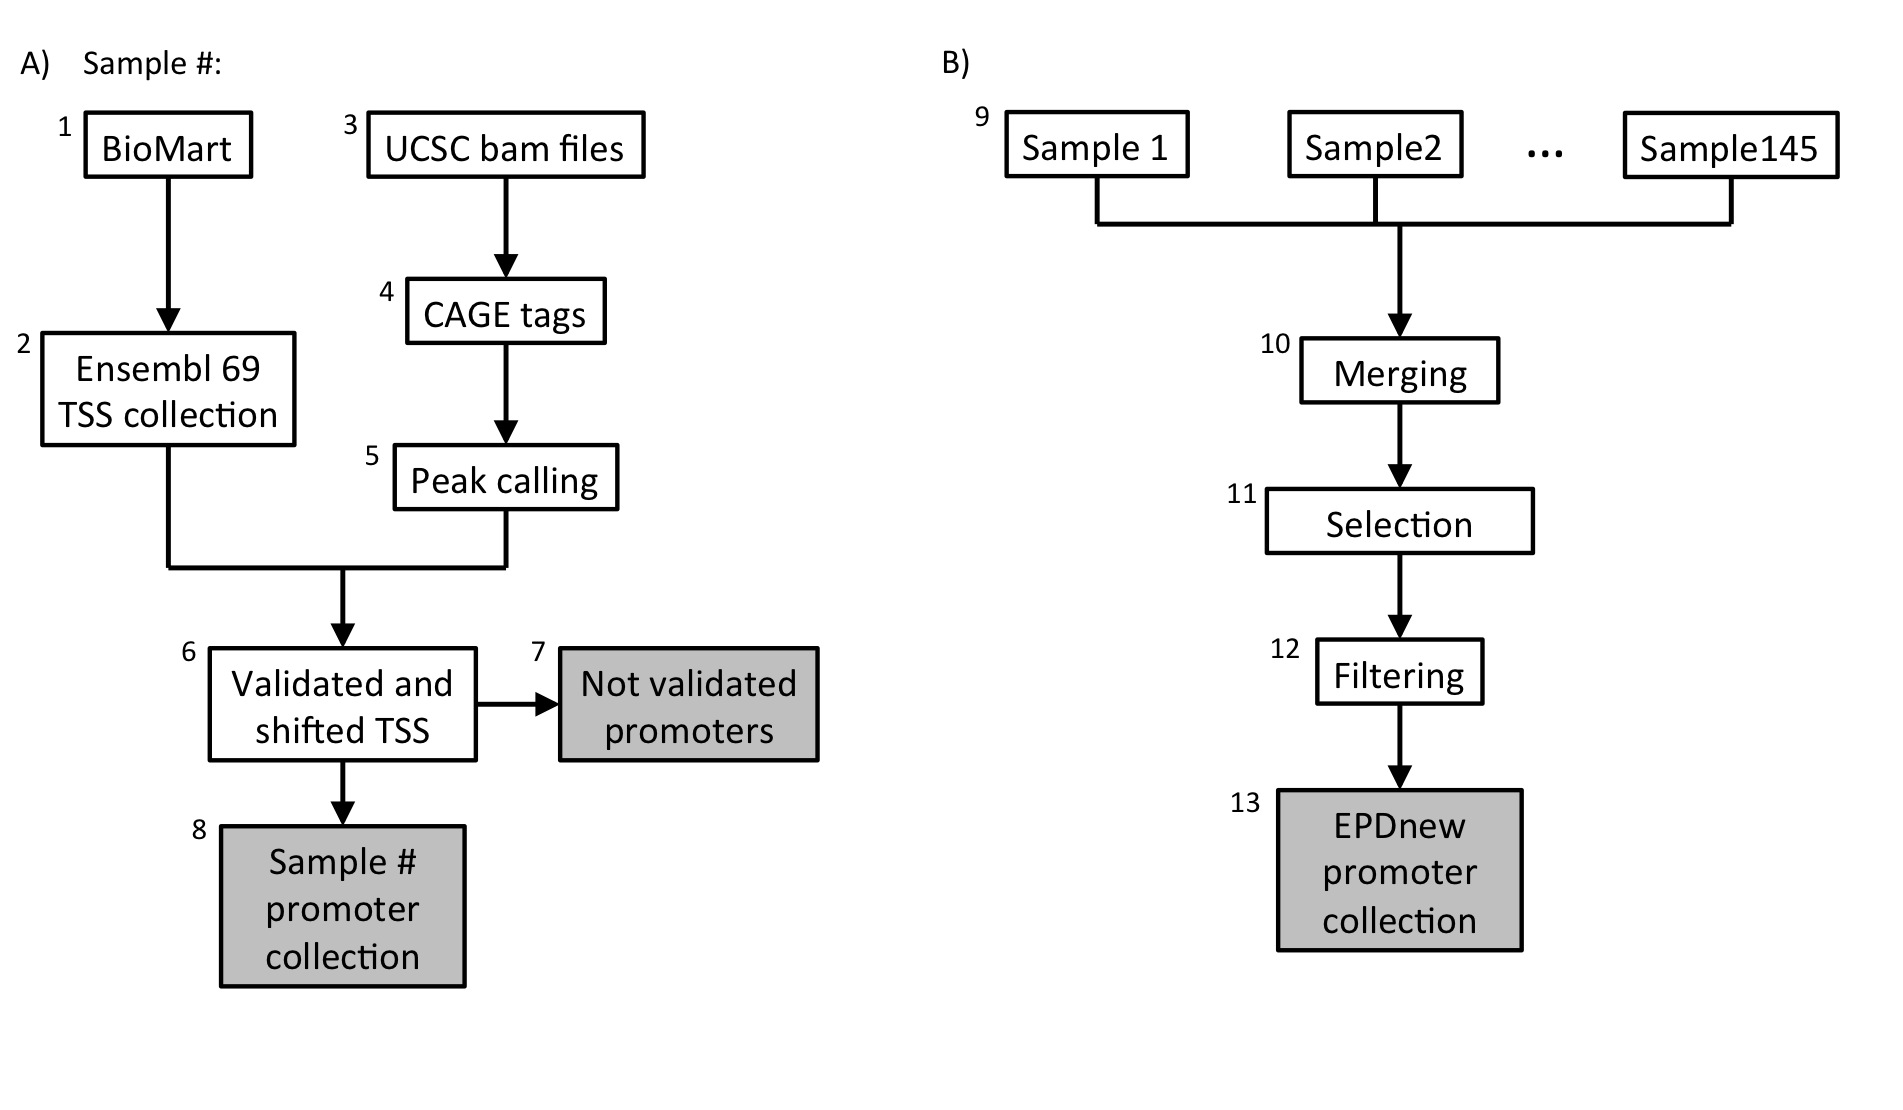 A) Sample #:
1
BioMart
3
UCSC bam files
4
CAGE tags
2
Ensembl 69
TSS collection
5
Peak calling
6
Validated and
shifted TSS
7
Not validated
promoters
8
Sample #
promoter
collection
B)
9
Sample 1
Sample2
...
Sample145
10
Merging
11
Selection
12
Filtering
13
EPDnew
promoter
collection